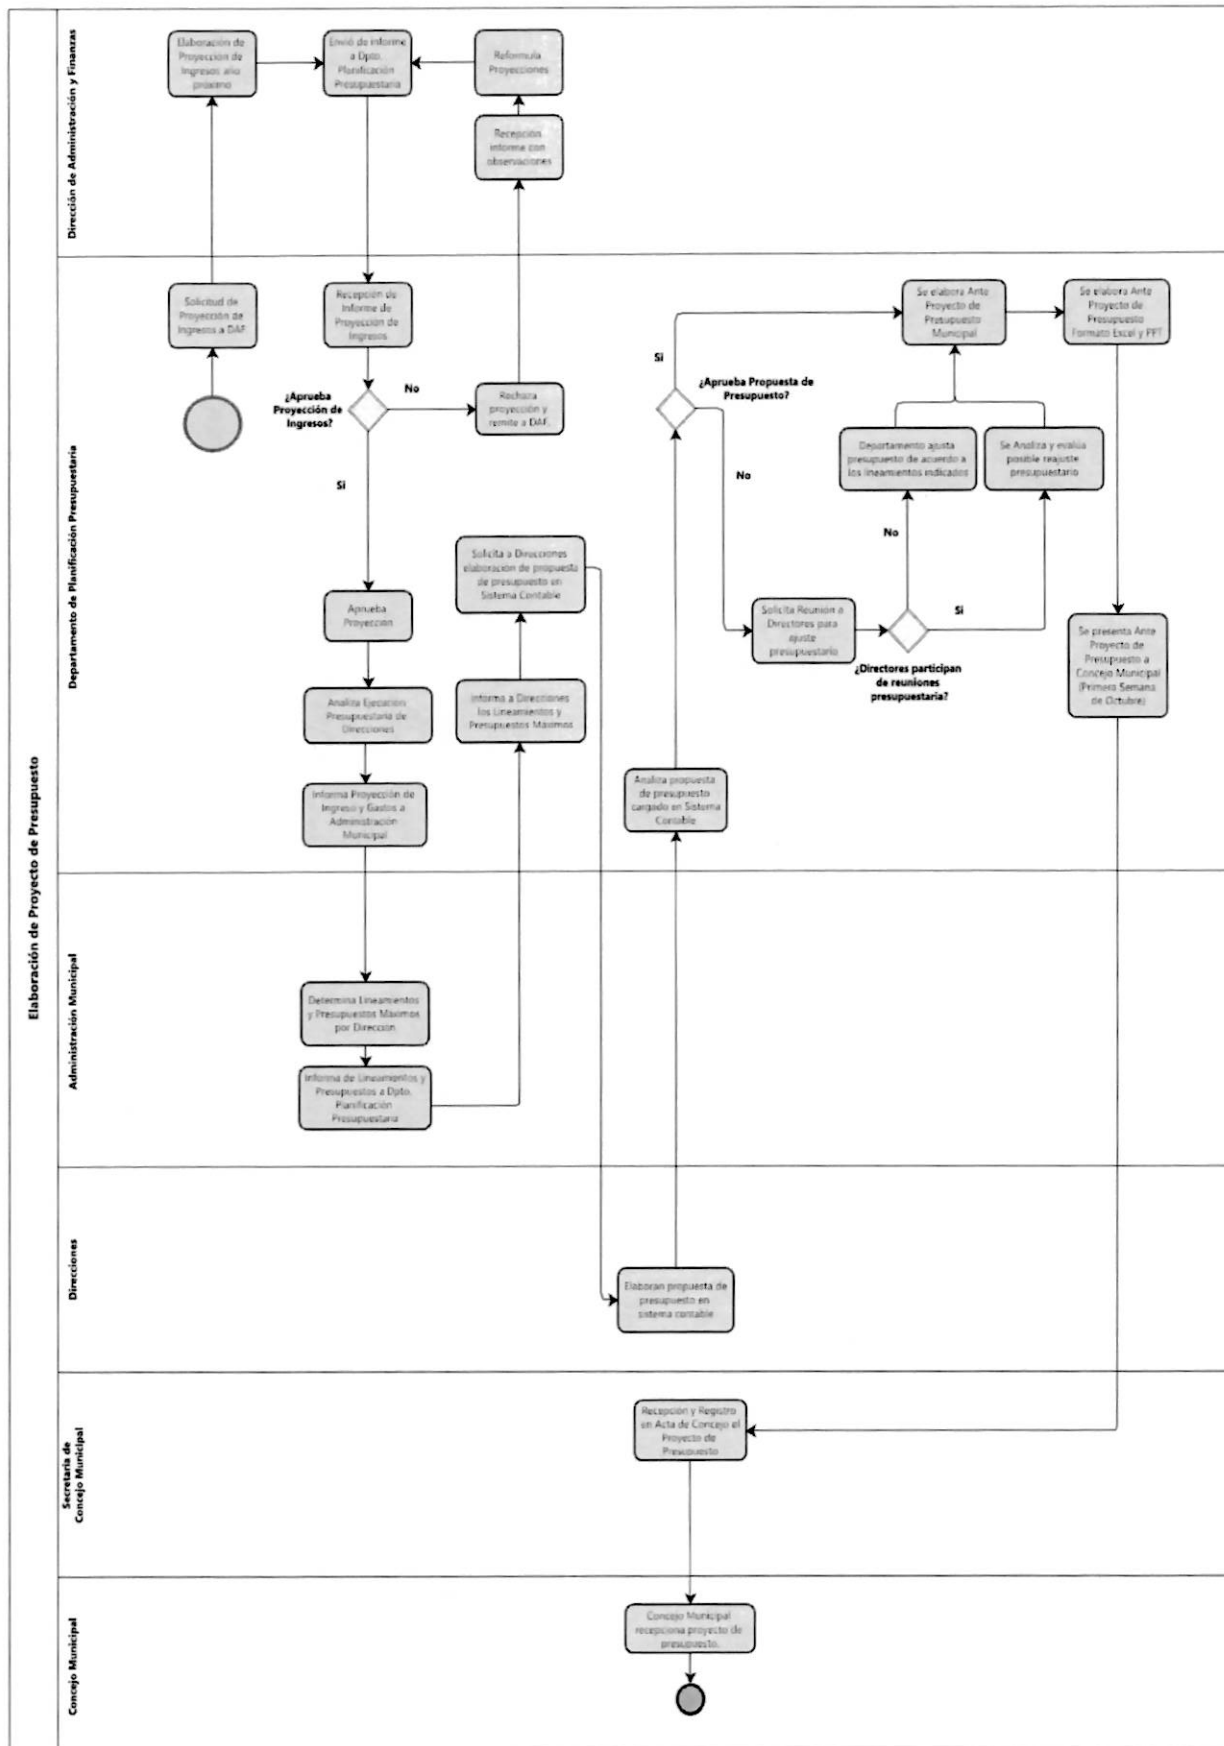 Elaboración de Proyecto de Presupuesto
Dirección de Administración y Finanzas
Elaboración de
Proyección de
Ingresos año
próximo
Envió de informe
a Dpto.
Planificación
Presupuestaria
Reformula
Proyecciones
Recepción
informe con
observaciones
Departamento de Planificación Presupuestaria
Solicitud de
Proyección de
Ingresos a DAF.
Recepción de
Informe de
Proyección de
Ingresos
¿Aprueba
Proyección de
Ingresos?
No
Si
Rechaza
proyección y
remite a DAF.
Aprueba
Proyección
Analiza Ejecución
Presupuestaria de
Direcciones
Informa Proyección de
Ingreso y Gastos a
Administración
Municipal
Solicita a Direcciones
elaboración de propuesta
de presupuesto en
Sistema Contable
Informa a Direcciones
los Lineamientos y
Presupuestos Máximos
Analiza propuesta
de presupuesto
cargado en Sistema
Contable
Si
¿Aprueba Propuesta de
Presupuesto?
No
Solicita Reunión a
Directores para
ajuste
presupuestario
¿Directores participan
de reuniones
presupuestaria?
No
Si
Departamento ajusta
presupuesto de acuerdo a
los lineamientos indicados
Se Analiza y evalúa
posible reajuste
presupuestario
Se elabora Ante
Proyecto de
Presupuesto
Municipal
Se elabora Ante
Proyecto de
Presupuesto
Formato Excel y PPT
Se presenta Ante
Proyecto de
Presupuesto a
Concejo Municipal
(Primera Semana
de Octubre)
Administración Municipal
Determina Lineamientos
y Presupuestos Máximos
por Dirección
Informa de Lineamientos y
Presupuestos a Dpto.
Planificación
Presupuestaria
Direcciones
Elaboran propuesta de
presupuesto en
sistema contable
Secretaría de
Concejo Municipal
Recepción y Registro
en Acta de Concejo el
Proyecto de
Presupuesto
Concejo Municipal
Concejo Municipal
recepciona proyecto de
presupuesto.